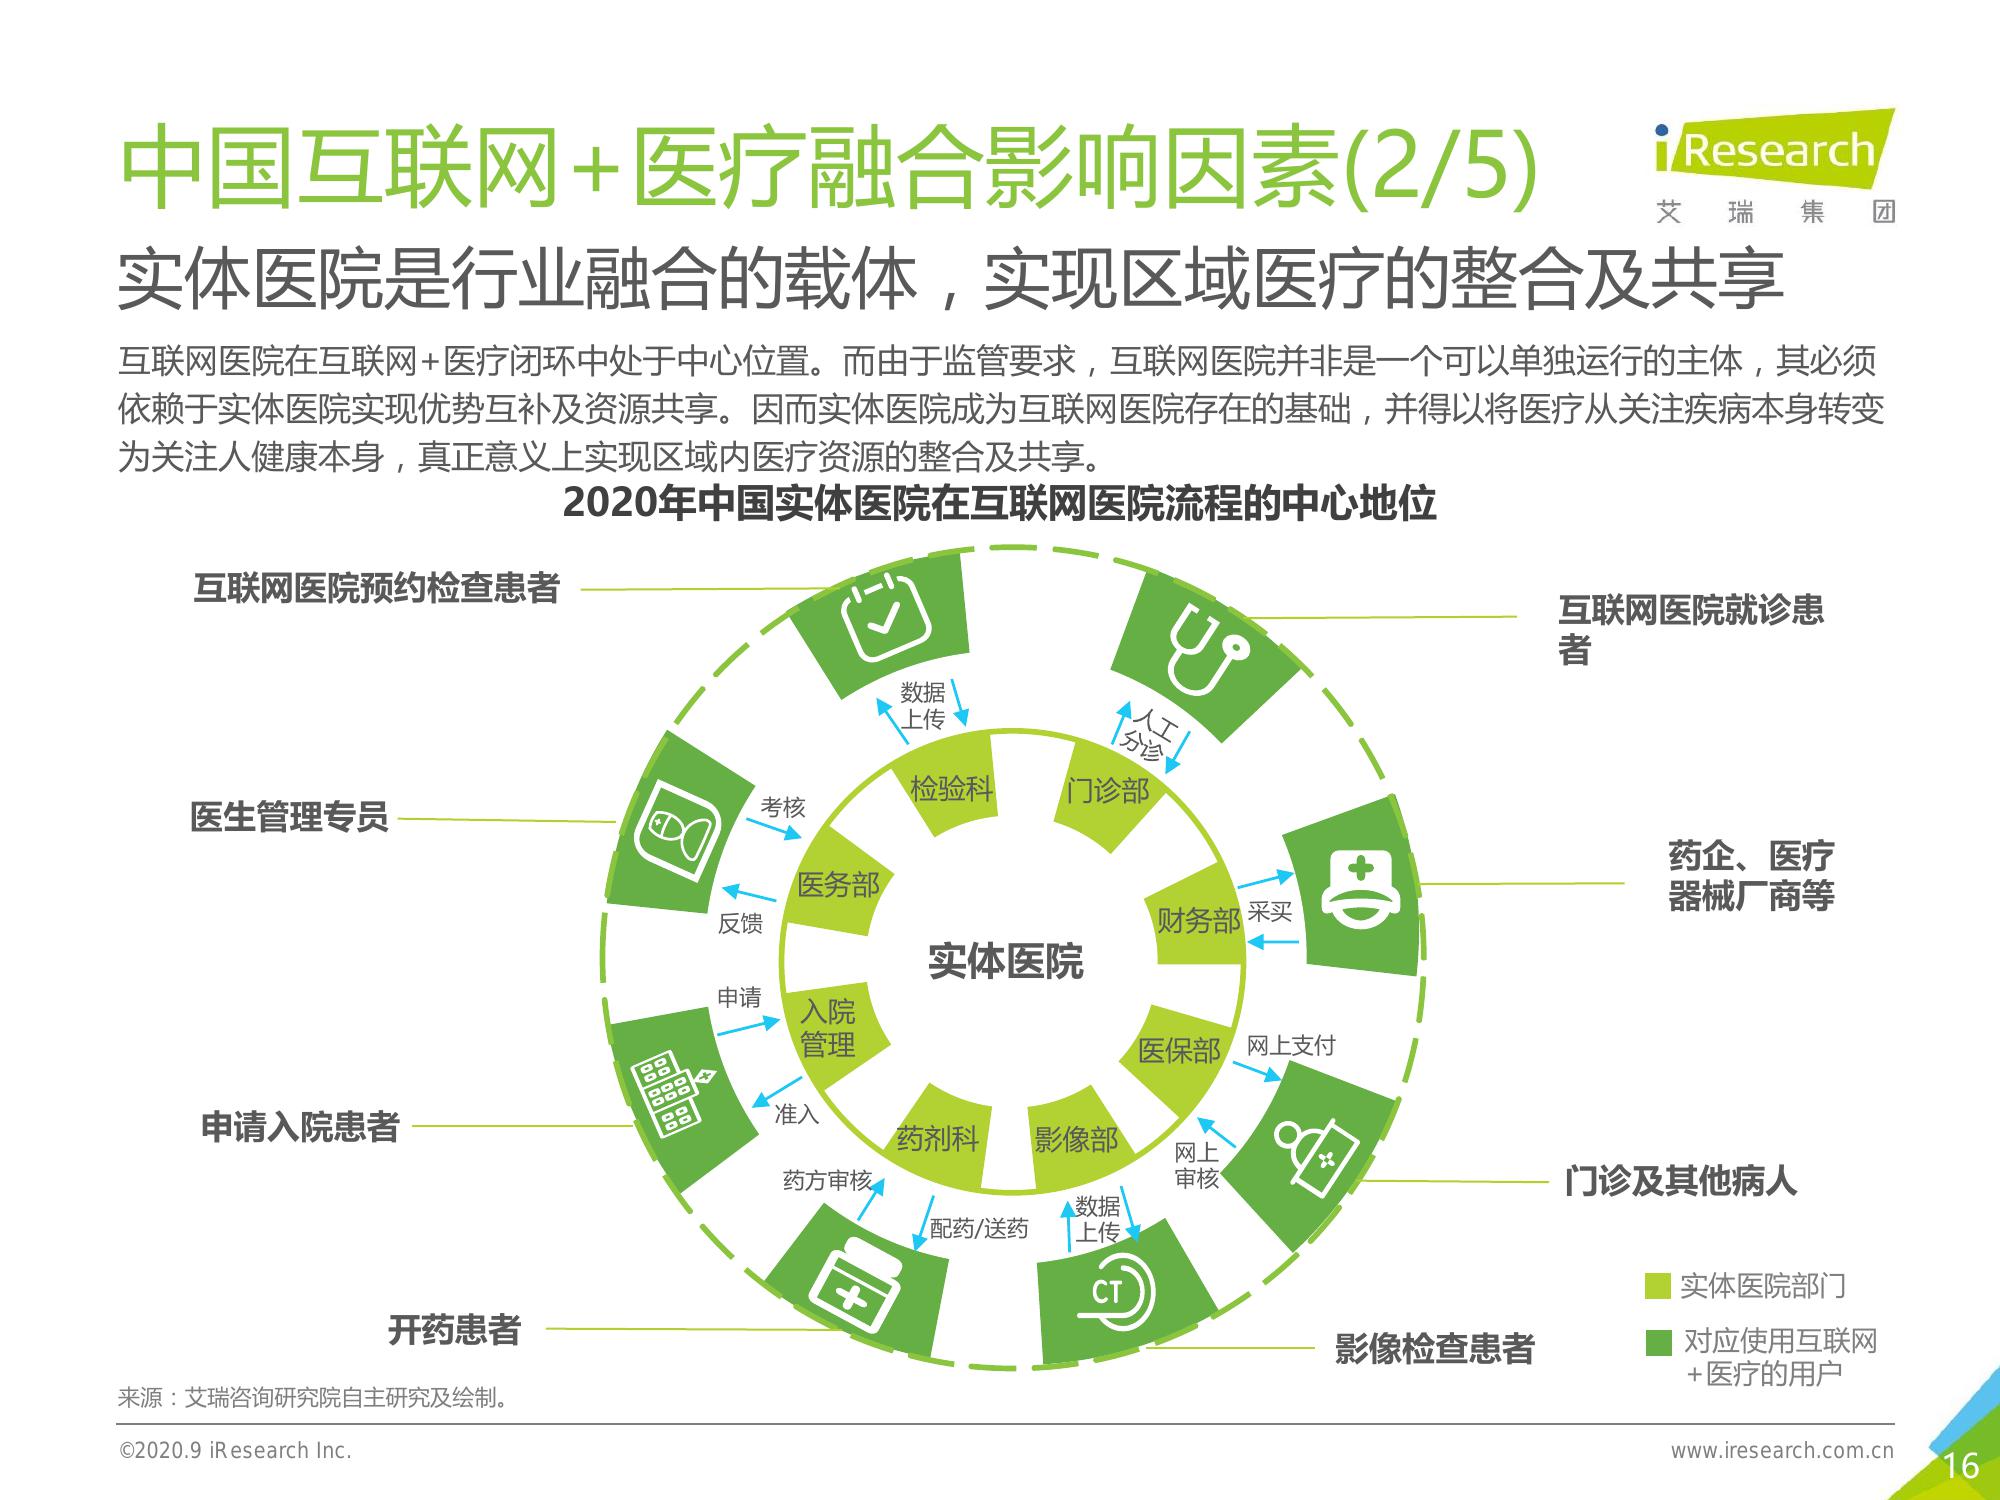 中国互联网+医疗融合影响因素(2/5)
iResearch
艾瑞集团
实体医院是行业融合的载体，实现区域医疗的整合及共享
互联网医院在互联网+医疗闭环中处于中心位置。而由于监管要求，互联网医院并非是一个可以单独运行的主体，其必须
依赖于实体医院实现优势互补及资源共享。因而实体医院成为互联网医院存在的基础，并得以将医疗从关注疾病本身转变
为关注人健康本身，真正意义上实现区域内医疗资源的整合及共享。
2020年中国实体医院在互联网医院流程的中心地位
互联网医院预约检查患者
互联网医院就诊患
者
数据
上传
人工
分诊
检验科
门诊部
医生管理专员
考核
医务部
反馈
药企、医疗
器械厂商等
财务部
采买
实体医院
申请
入院
管理
准入
申请入院患者
医保部
网上支付
网上
审核
门诊及其他病人
药剂科
影像部
药方审核
配药/送药
数据
上传
CT
开药患者
影像检查患者
实体医院部门
对应使用互联网
+医疗的用户
来源：艾瑞咨询研究院自主研究及绘制。
©2020.9 iResearch Inc.
www.iresearch.com.cn
16